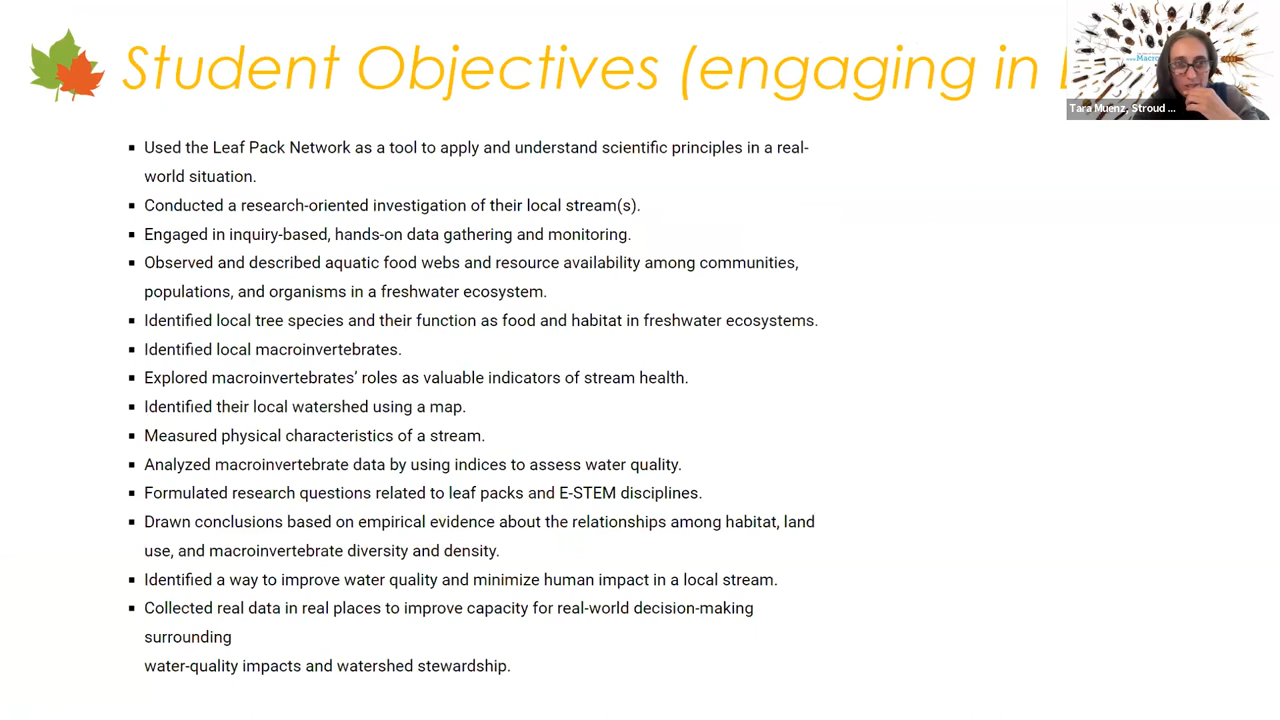 Student Objectives (engaging in
Tara Muenz, Stroud ...
▪ Used the Leaf Pack Network as a tool to apply and understand scientific principles in a real-
world situation.
▪ Conducted a research-oriented investigation of their local stream(s).
▪ Engaged in inquiry-based, hands-on data gathering and monitoring.
▪ Observed and described aquatic food webs and resource availability among communities,
populations, and organisms in a freshwater ecosystem.
▪ Identified local tree species and their function as food and habitat in freshwater ecosystems.
▪ Identified local macroinvertebrates.
▪ Explored macroinvertebrates’ roles as valuable indicators of stream health.
▪ Identified their local watershed using a map.
▪ Measured physical characteristics of a stream.
▪ Analyzed macroinvertebrate data by using indices to assess water quality.
▪ Formulated research questions related to leaf packs and E-STEM disciplines.
▪ Drawn conclusions based on empirical evidence about the relationships among habitat, land
use, and macroinvertebrate diversity and density.
▪ Identified a way to improve water quality and minimize human impact in a local stream.
▪ Collected real data in real places to improve capacity for real-world decision-making
surrounding
water-quality impacts and watershed stewardship.